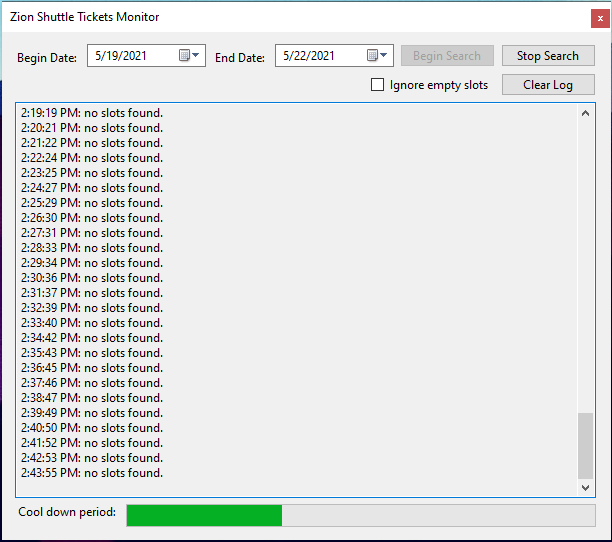 Zion Shuttle Tickets Monitor
x
Begin Date: 5/19/2021 End Date: 5/22/2021 Begin Search Stop Search
Ignore empty slots Clear Log
2:19:19 PM: no slots found.
2:20:21 PM: no slots found.
2:21:22 PM: no slots found.
2:22:24 PM: no slots found.
2:23:25 PM: no slots found.
2:24:27 PM: no slots found.
2:25:29 PM: no slots found.
2:26:30 PM: no slots found.
2:27:31 PM: no slots found.
2:28:33 PM: no slots found.
2:29:34 PM: no slots found.
2:30:36 PM: no slots found.
2:31:37 PM: no slots found.
2:32:39 PM: no slots found.
2:33:40 PM: no slots found.
2:34:42 PM: no slots found.
2:35:43 PM: no slots found.
2:36:45 PM: no slots found.
2:37:46 PM: no slots found.
2:38:47 PM: no slots found.
2:39:49 PM: no slots found.
2:40:50 PM: no slots found.
2:41:52 PM: no slots found.
2:42:53 PM: no slots found.
2:43:55 PM: no slots found.
Cool down period: